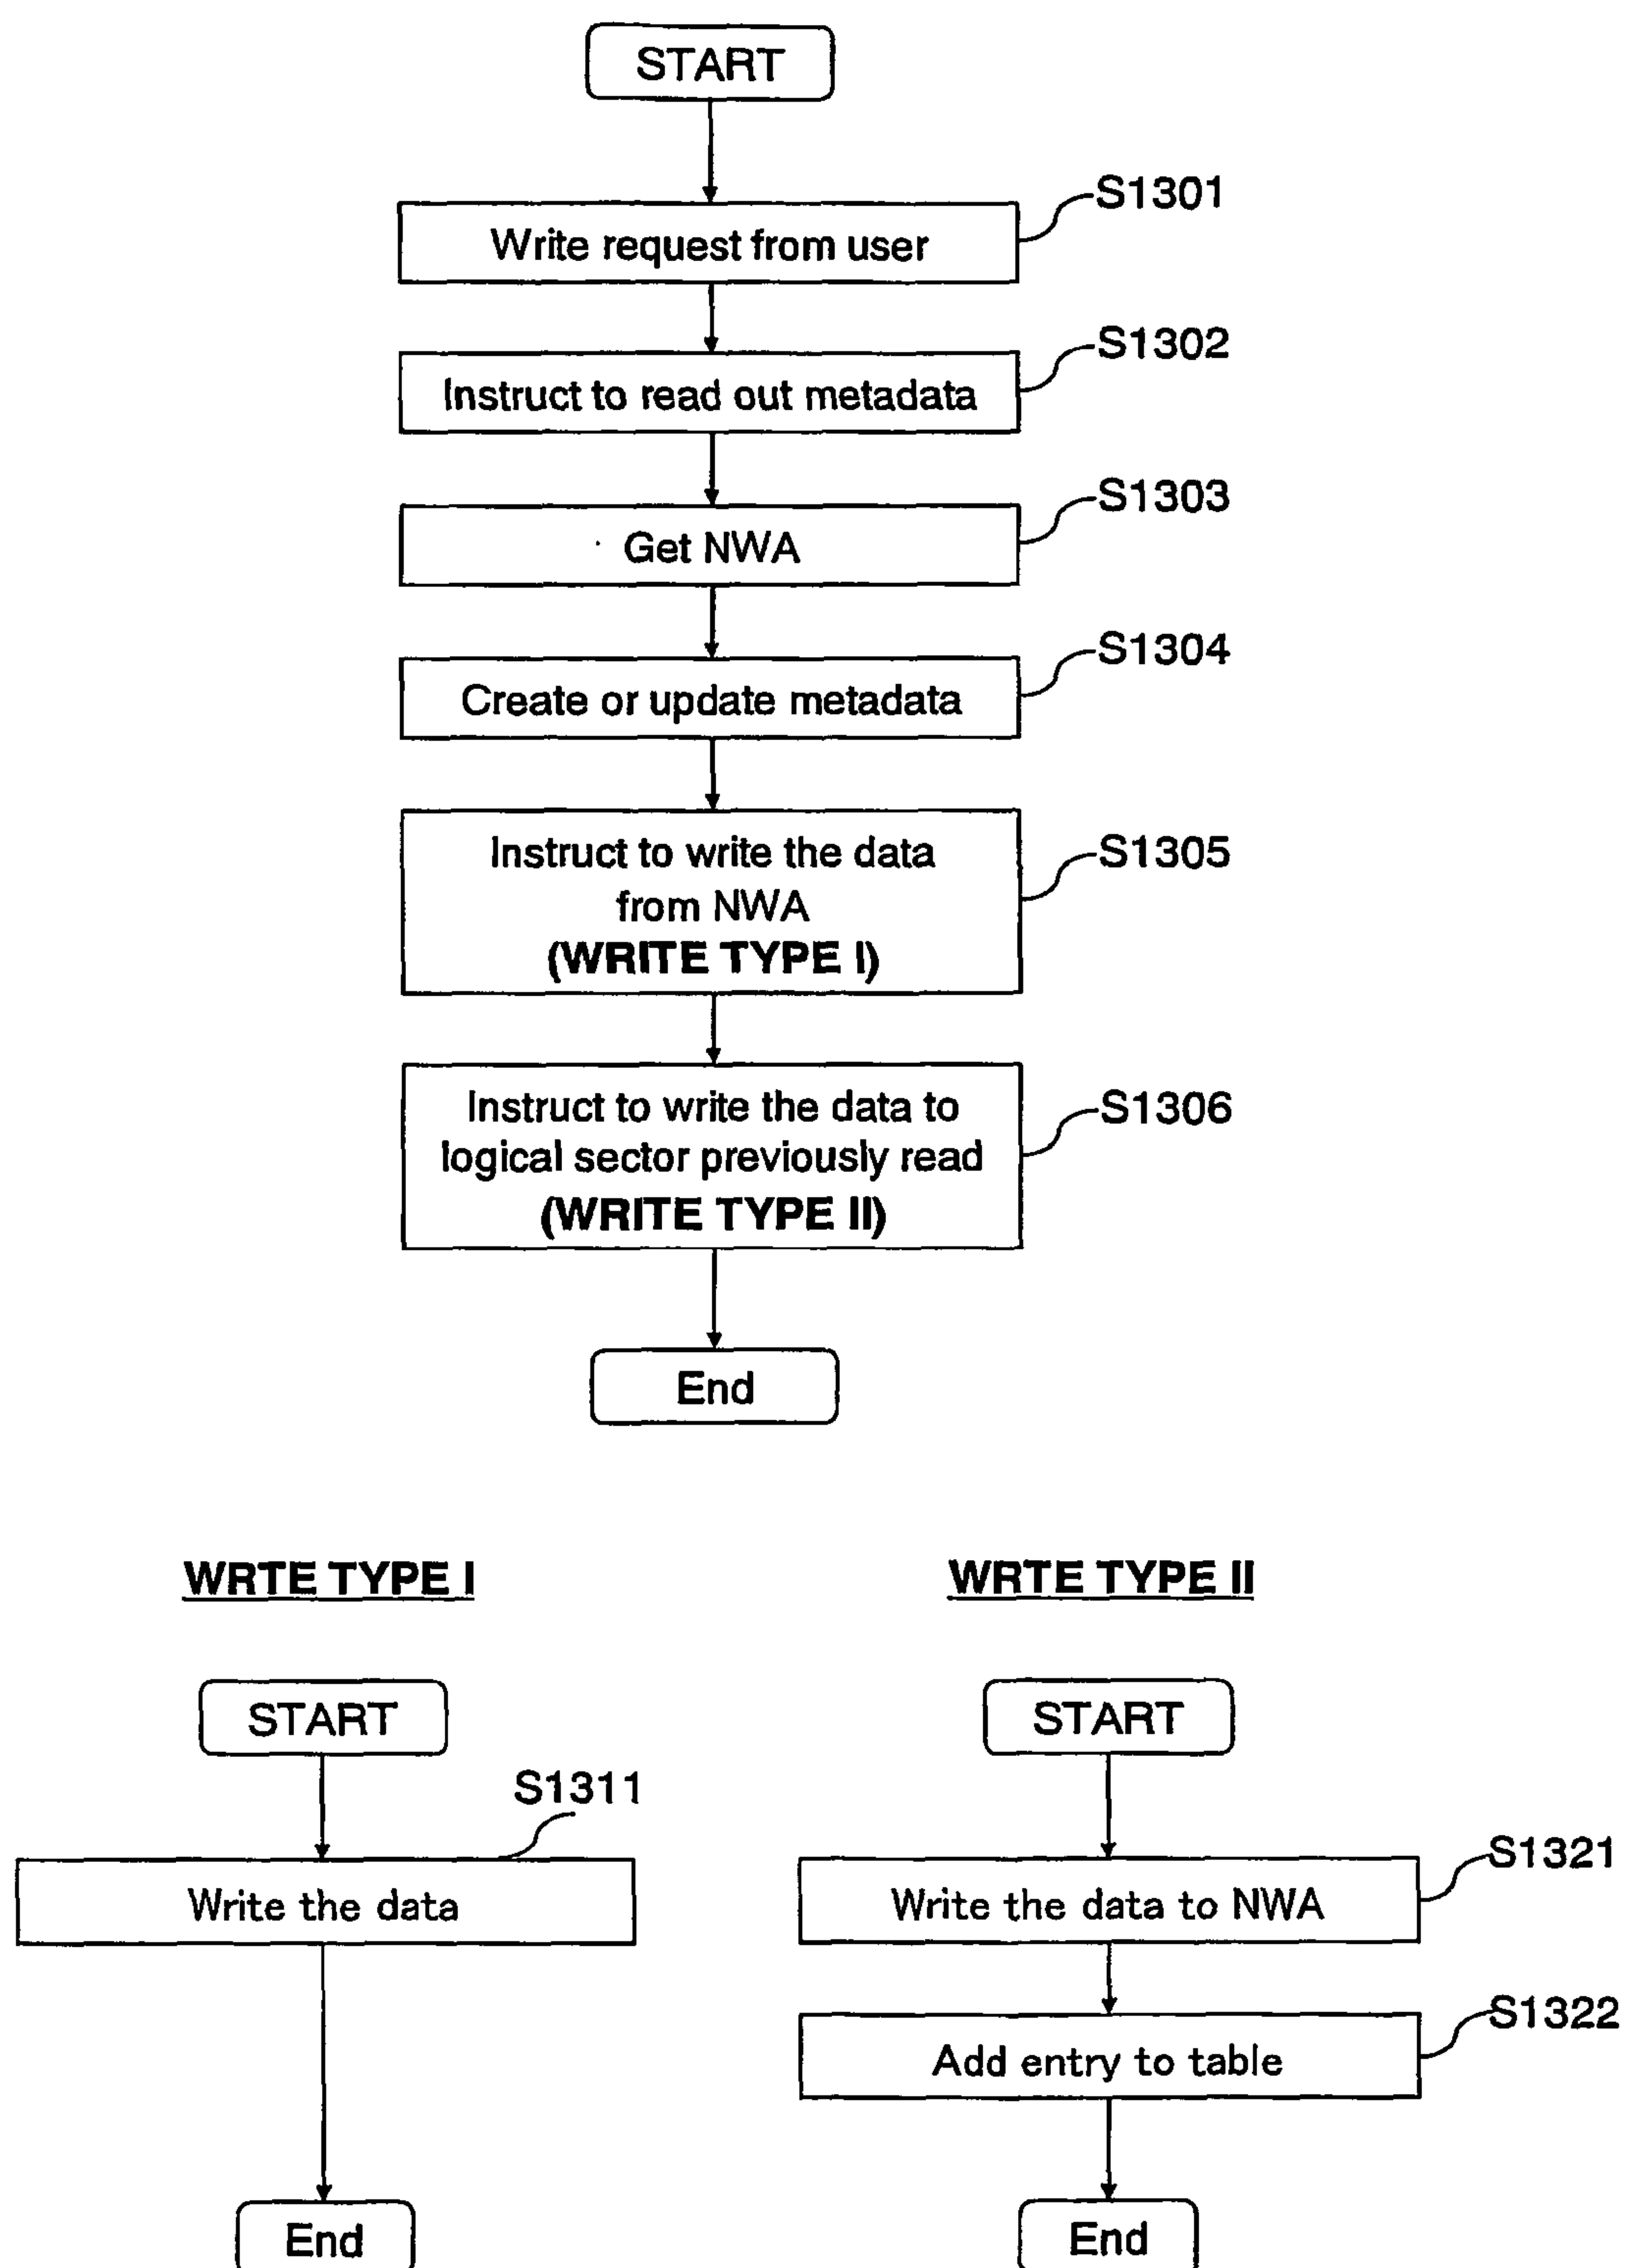 START
S1301
Write request from user
S1302
Instruct to read out metadata
S1303
Get NWA
S1304
Create or update metadata
Instruct to write the data
S1305
from NWA
(WRITE TYPE I)
Instruct to write the data to
S1306
logical sector previously read
(WRITE TYPE II)
End
WRTE TYPE I
START
S1311
Write the data
End
WRTE TYPE II
START
S1321
Write the data to NWA
S1322
Add entry to table
End